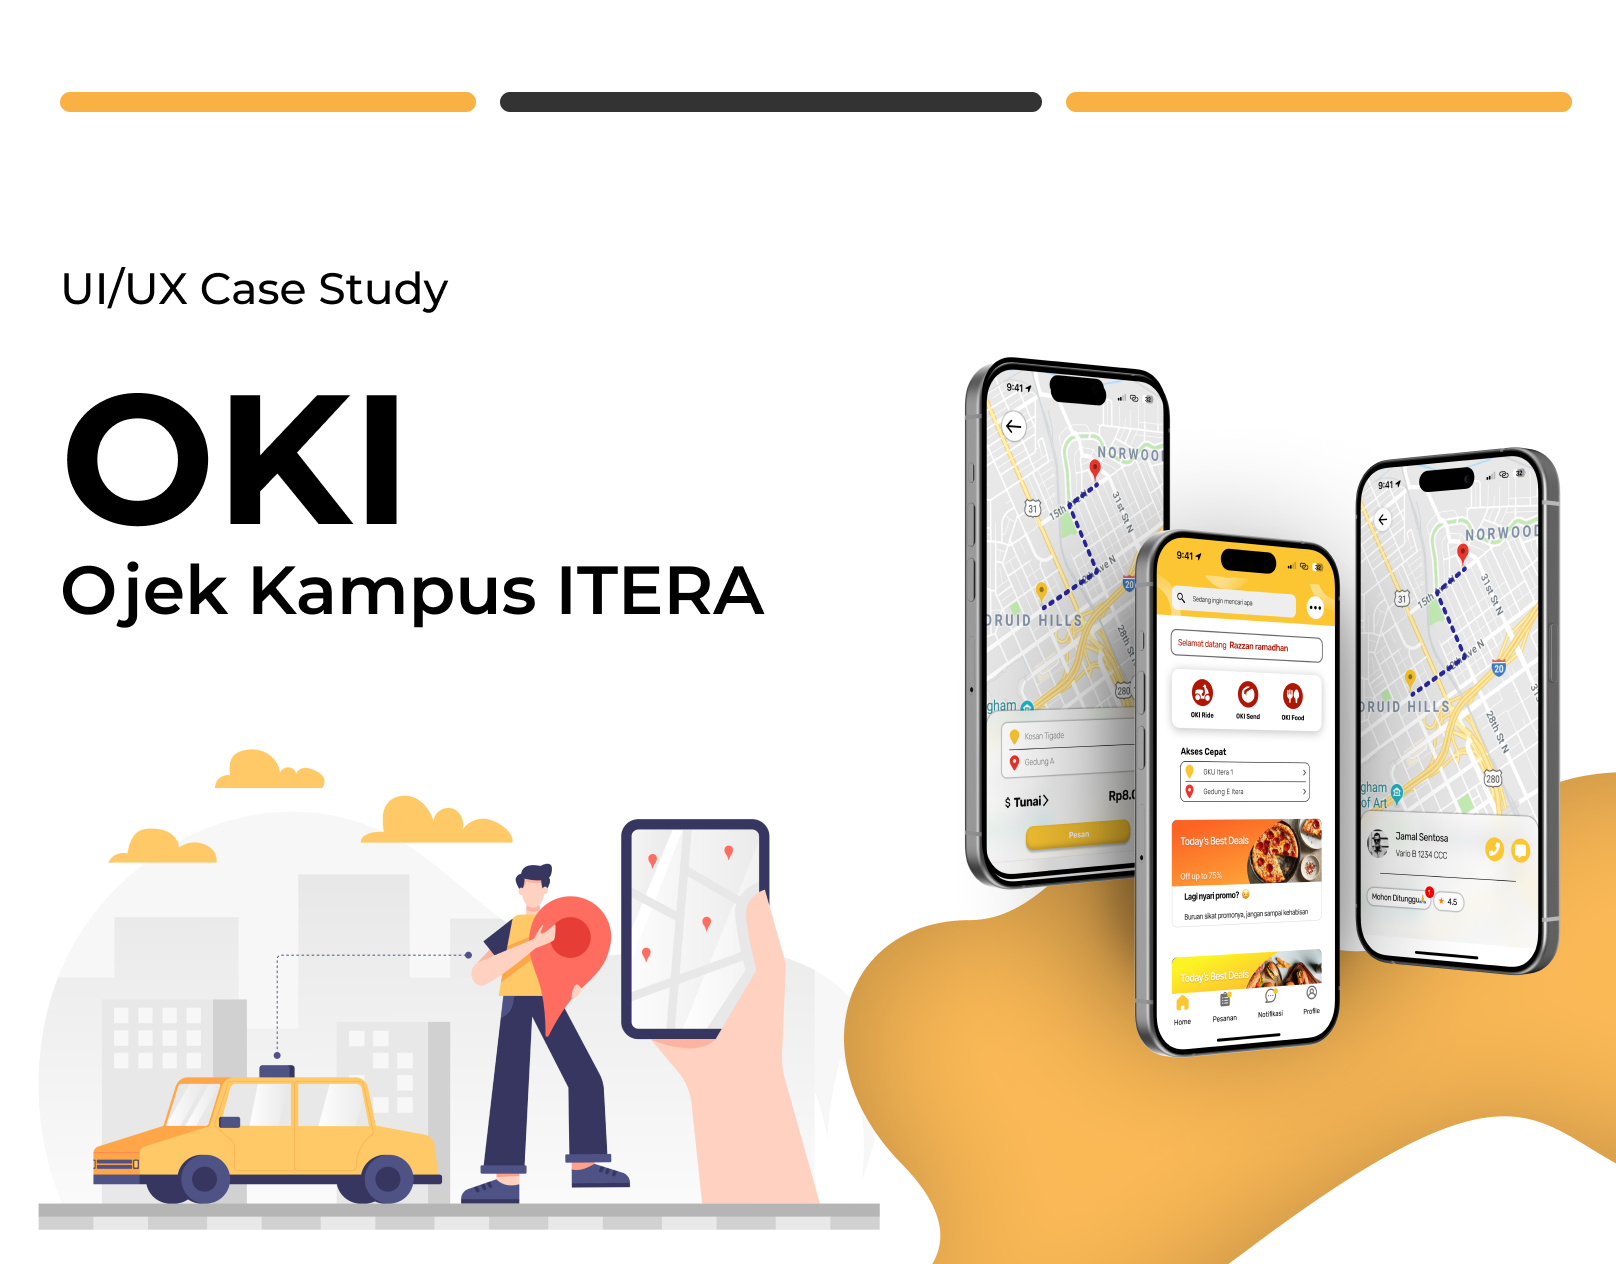 UI/UX Case Study
OKI
Ojek Kampus ITERA
9:41
NORWOOD
31
15th
31st St N
Ave N
20
DRUID HILLS
28th St N
280
gham
Kosan Tigade
Gedung A
$ Tunai
Rp8.0
Pesan
9:41
32
Sedang ingin mencari apa
Selamat datang Razzan ramadhan
OKI Ride
OKI Send
OKI Food
Akses Cepat
GKU Itera 1
Gedung E Itera
Today's Best Deals
Off up to 75%
Lagi nyari promo?
Buruan sikat promonya, jangan sampai kehabisan
Today's Best Deals
Home
Pesanan
Notifikasi
Profile
9:41
32
NORWOOD
31
15th
31st St N
Ave N
20
DRUID HILLS
28th St N
280
gham
of Art
Jamal Sentosa
Vario B 1234 CCC
Mohon Ditunggu
1
4.5